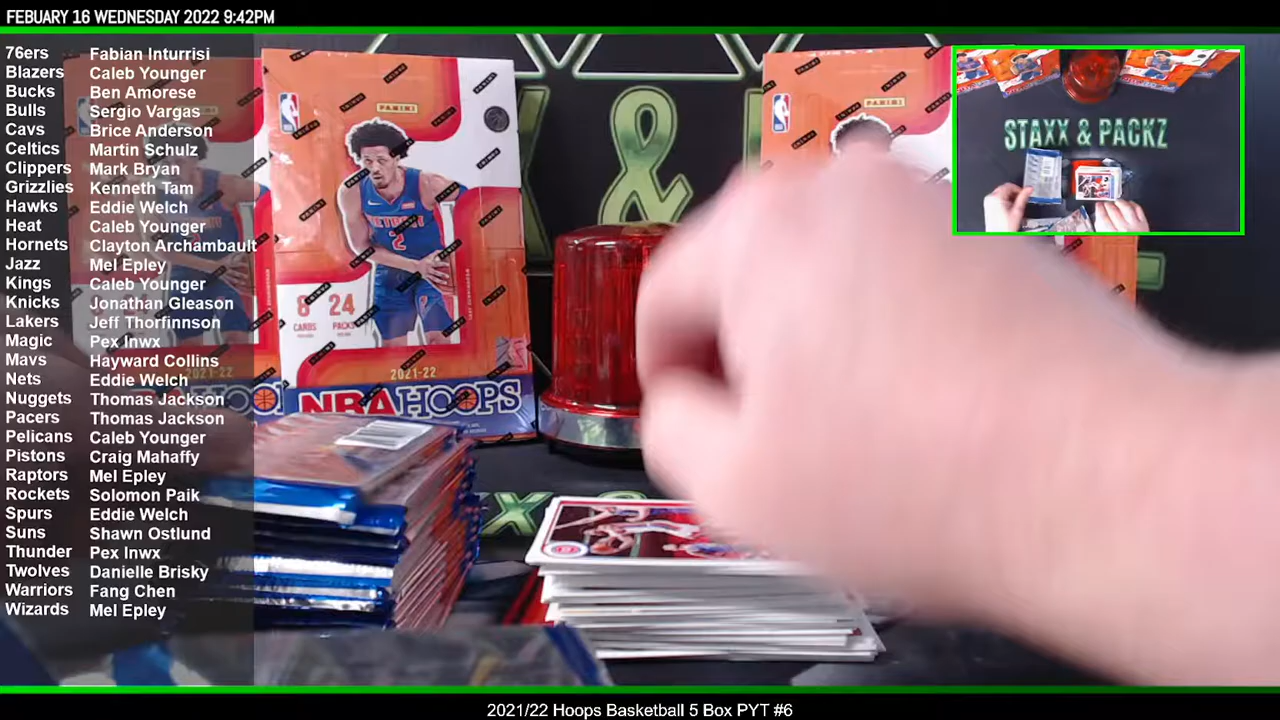 FEBUARY 16 WEDNESDAY 2022 9:42PM
76ers Fabian Inturrisi
Blazers Caleb Younger
Bucks Ben Amorese
Bulls Sergio Vargas
Cavs Brice Anderson
Celtics Martin Schulz
Clippers Mark Bryan
Grizzlies Kenneth Tam
Hawks Eddie Welch
Heat Caleb Younger
Hornets Clayton Archambault
Jazz Mel Epley
Kings Caleb Younger
Knicks Jonathan Gleason
Lakers Jeff Thorfinnson
Magic Pex Inwx
Mavs Hayward Collins
Nets Eddie Welch
Nuggets Thomas Jackson
Pacers Thomas Jackson
Pelicans Caleb Younger
Pistons Craig Mahaffy
Raptors Mel Epley
Rockets Solomon Paik
Spurs Eddie Welch
Suns Shawn Ostlund
Thunder Pex Inwx
Twolves Danielle Brisky
Warriors Fang Chen
Wizards Mel Epley
PANINI
DETROIT
2
8 24
CARDS PACKS
2021-22
NBA HOOPS
&
PANINI
STAXX & PACKZ
2021/22 Hoops Basketball 5 Box PYT #6